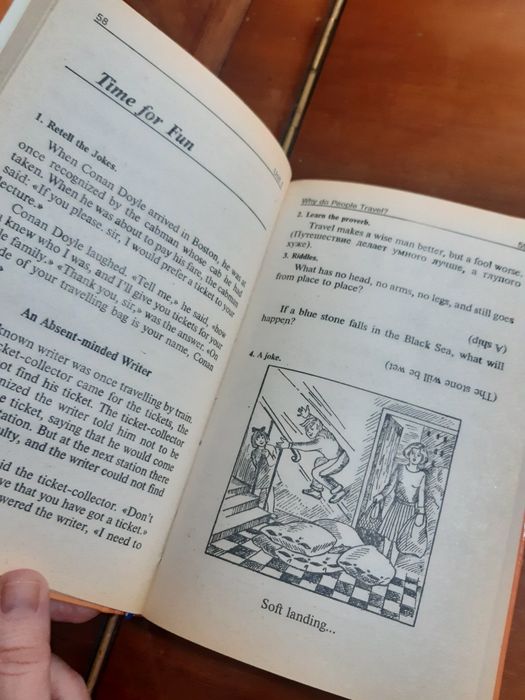 58
Unit 4
Time for Fun
1. Retell the Jokes.
When Conan Doyle arrived in Boston, he was at
once recognized by the cabman whose cab he had
taken. When he was about to pay his fare, the cabman
said: «If you please, sir, I would prefer a ticket to your
lecture.»
Conan Doyle laughed. «Tell me,» he said, «how
knew who I was, and I'll give you tickets for your
family.» «Thank you, sir,» was the answer. «On
of your travelling bag is your name, Conan
An Absent-minded Writer
known writer was once travelling by train.
ticket-collector came for the tickets, the
not find his ticket. The ticket-collector
the writer told him not to be
ticket, saying that he would come
station. But at the next station there
and the writer could not find
the ticket-collector. «Don't
that you have got a ticket.»
answered the writer, «I need to
Why do People Travel?
2. Learn the proverb.
Travel makes a wise man better, but a fool worse.
(Путешествие делает умного лучше, а глупого
хуже).
3. Riddles.
What has no head, no arms, no legs, and still goes
from place to place?
(A ship)
If a blue stone falls in the Black Sea, what will
happen?
(The stone will be wet)
4. A joke.
Soft landing...